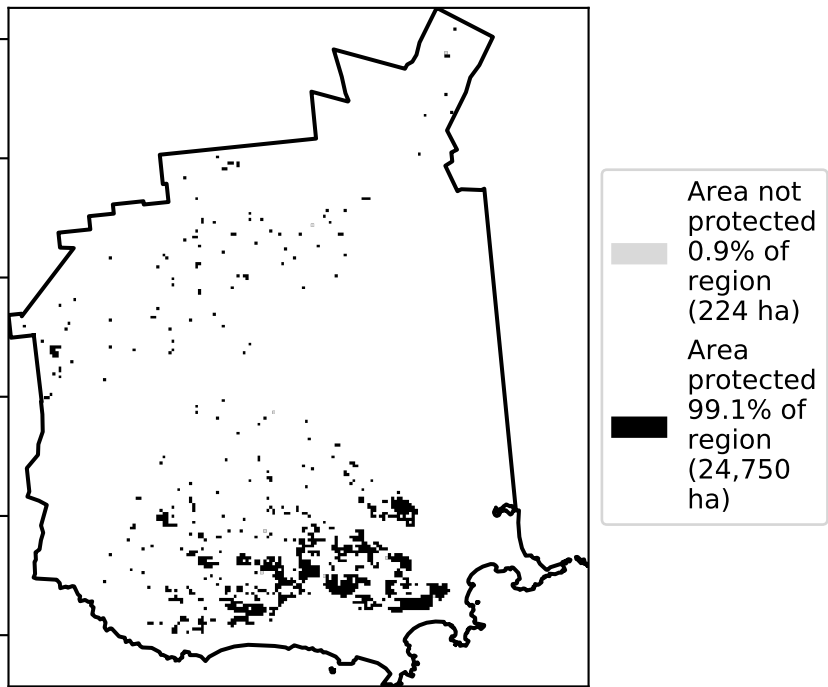 Area not
protected
0.9% of
region
(224 ha)
Area
protected
99.1% of
region
(24,750
ha)